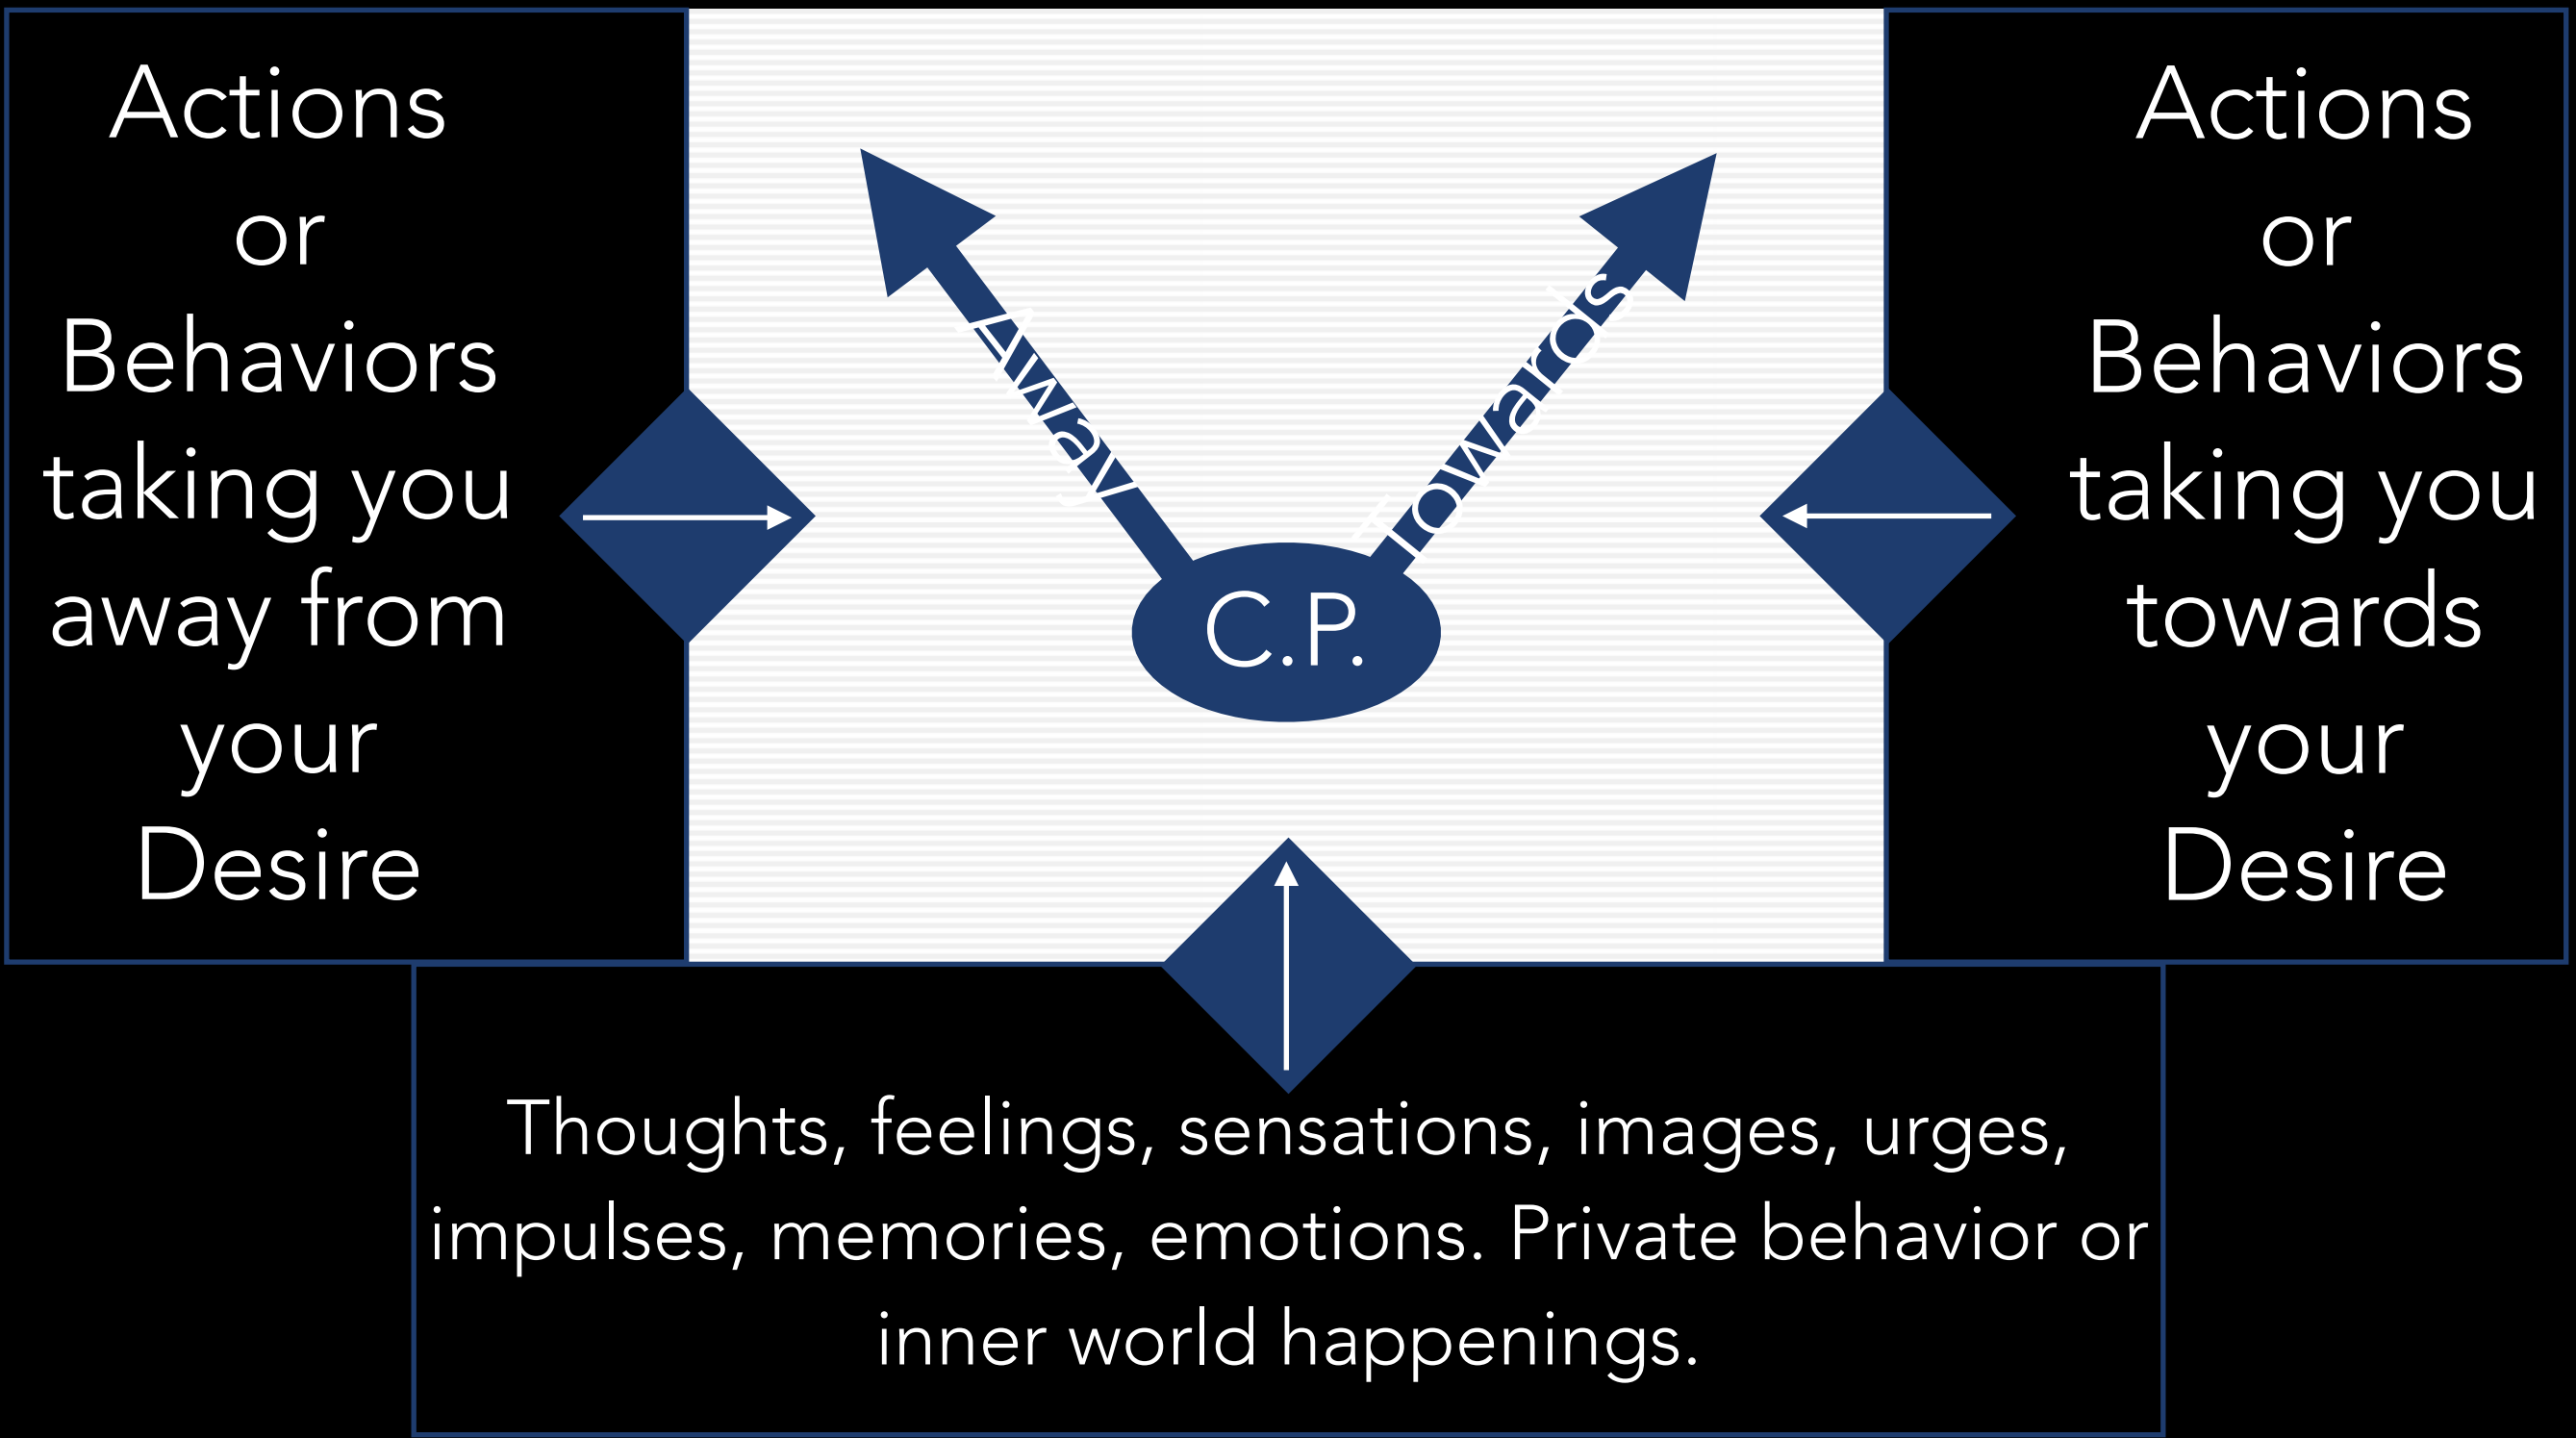 Actions
or
Behaviors
taking you
away from
your
Desire
Away
Towards
C.P.
Actions
or
Behaviors
taking you
towards
your
Desire
Thoughts, feelings, sensations, images, urges,
impulses, memories, emotions. Private behavior or
inner world happenings.